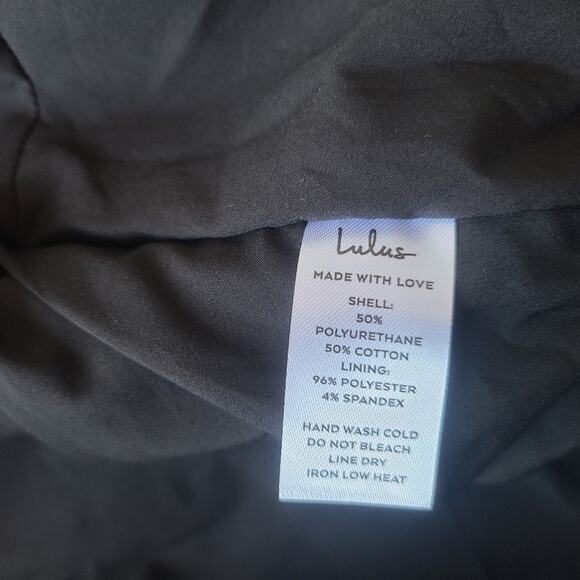 Lulus
MADE WITH LOVE
SHELL:
50%
POLYURETHANE
50% COTTON
LINING:
96% POLYESTER
4% SPANDEX
HAND WASH COLD
DO NOT BLEACH
LINE DRY
IRON LOW HEAT